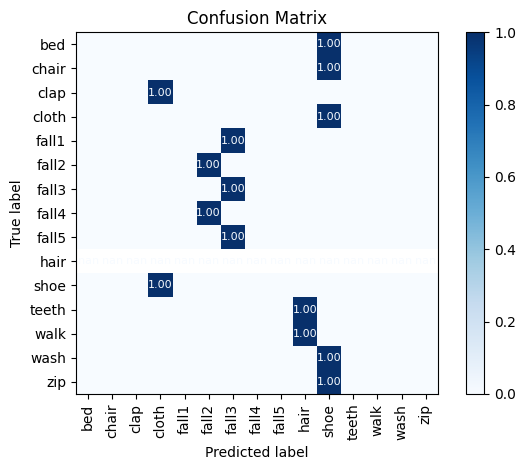 Confusion Matrix
True label
bed 1.00
chair 1.00
clap 1.00
cloth 1.00
fall1 1.00
fall2 1.00
fall3 1.00
fall4 1.00
fall5 1.00
hair
shoe 1.00
teeth 1.00
walk 1.00
wash 1.00
zip 1.00
bed chair clap cloth fall1 fall2 fall3 fall4 fall5 hair shoe teeth walk wash zip
Predicted label
1.0
0.8
0.6
0.4
0.2
0.0